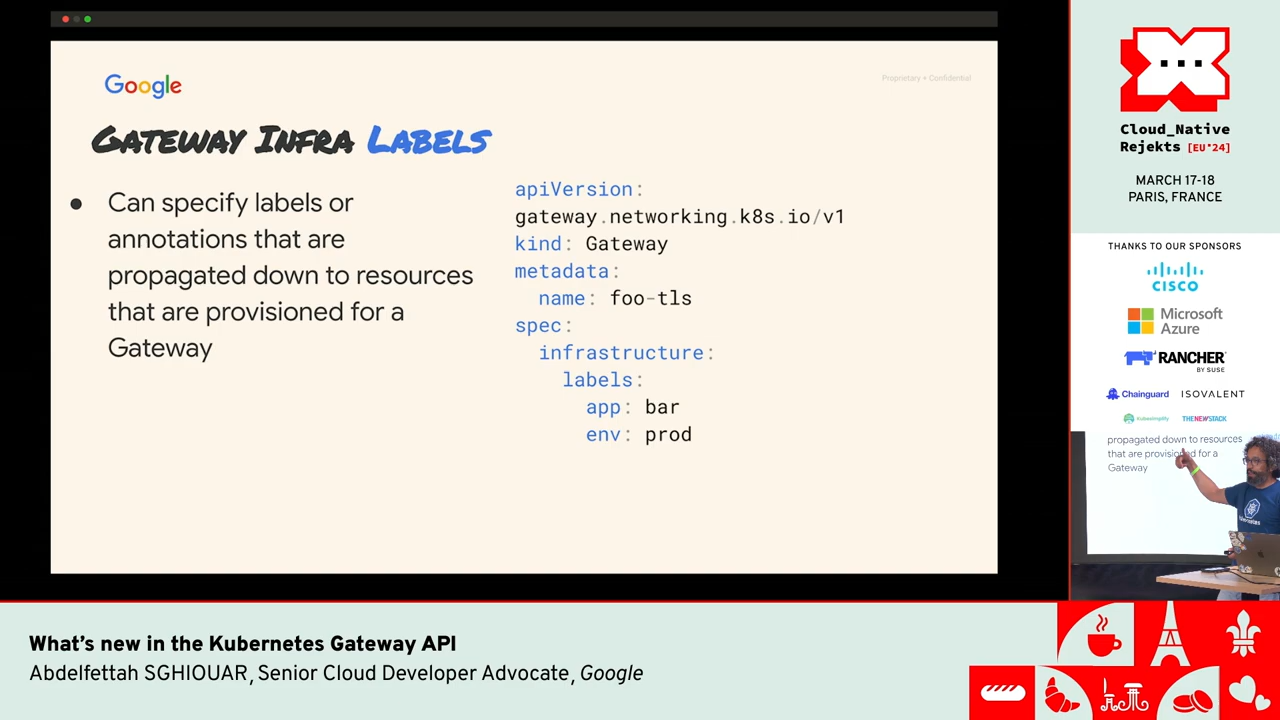 Google
Proprietary + Confidential
GATEWAY INFRA LABELS
● Can specify labels or
annotations that are
propagated down to resources
that are provisioned for a
Gateway
apiVersion:
gateway.networking.k8s.io/v1
kind: Gateway
metadata:
name: foo-tls
spec:
infrastructure:
labels:
app: bar
env: prod
Cloud_Native
Rejekts [EU'24]
MARCH 17-18
PARIS, FRANCE
THANKS TO OUR SPONSORS
CISCO
Microsoft
Azure
RANCHER
BY SUSE
Chainguard
ISOVALENT
Kubesimplify
THENEWSTACK
propagated down to resources
that are provisioned for a
Gateway
What's new in the Kubernetes Gateway API
Abdelfettah SGHIOUAR, Senior Cloud Developer Advocate, Google